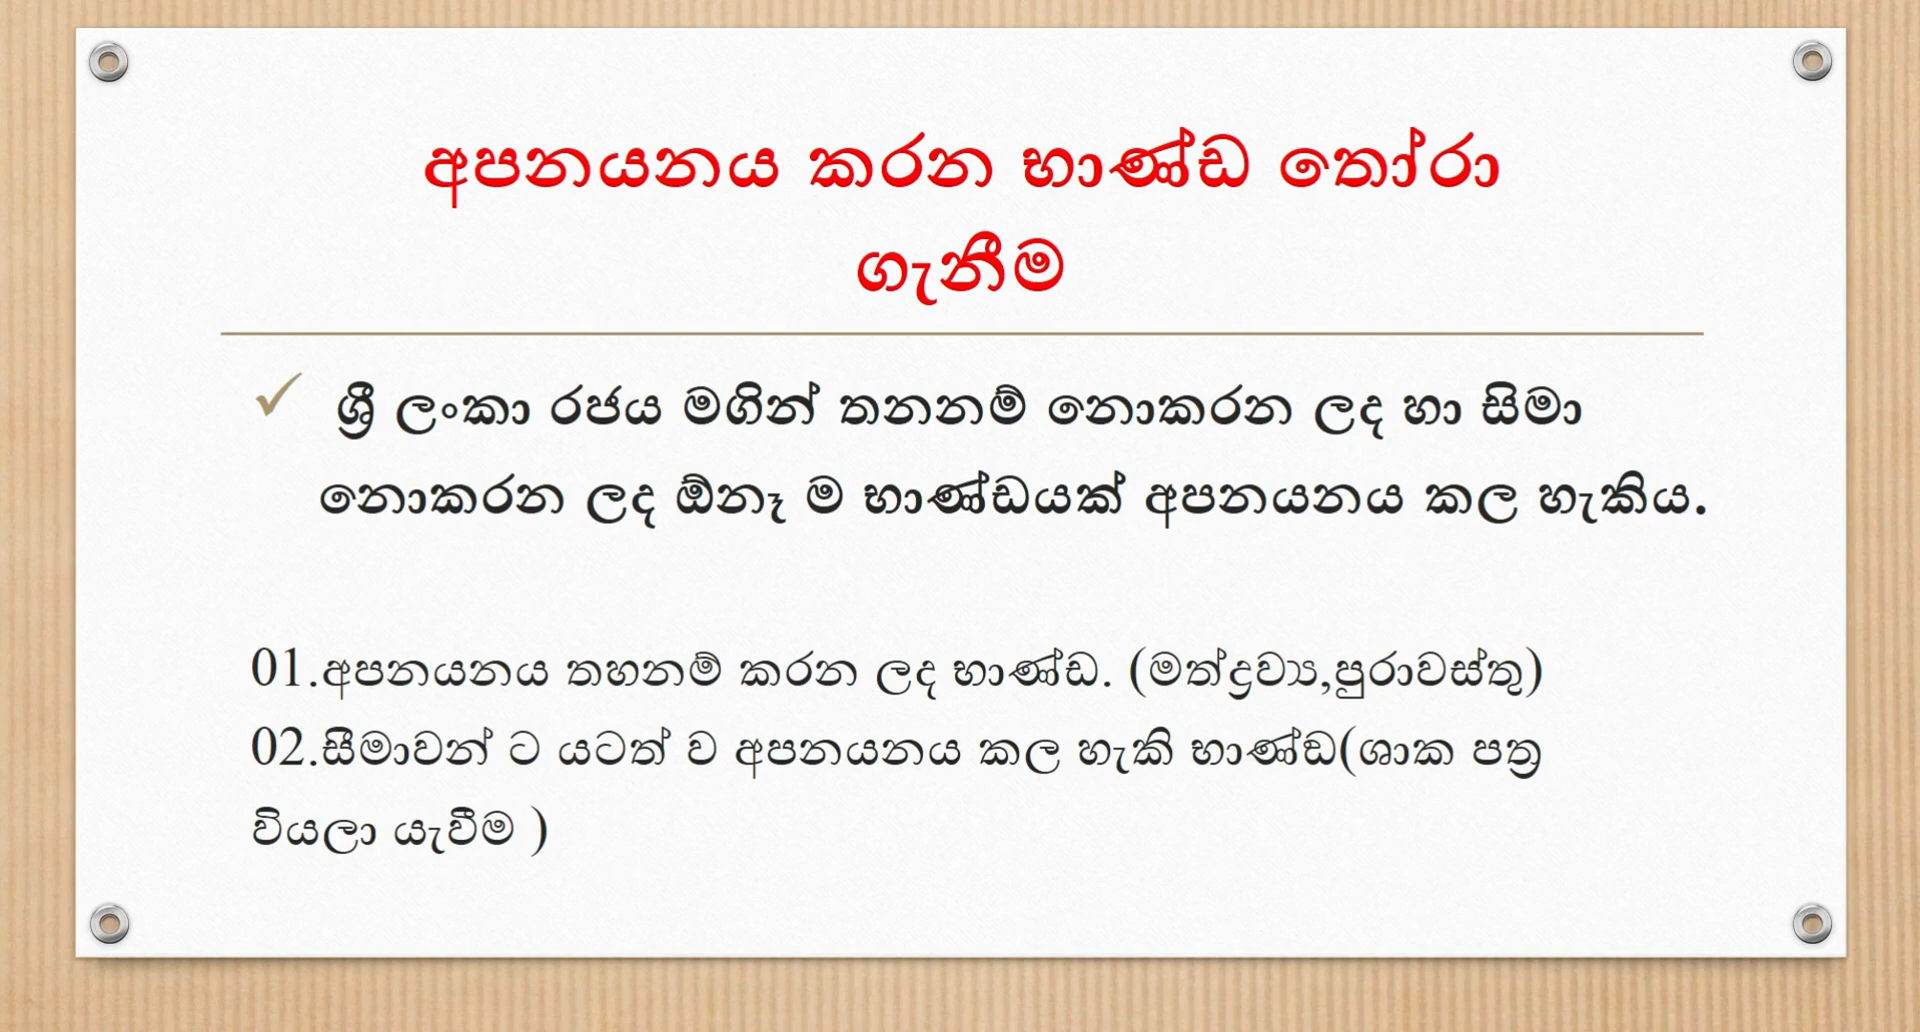 අපනයනය කරන භාණ්ඩ තෝරා
ගැනීම
ශ්‍රී ලංකා රජය මගින් තනනම් නොකරන ලද හා සිමා
නොකරන ලද ඕනෑ ම භාණ්ඩයක් අපනයනය කල හැකිය.
01.අපනයනය තහනම් කරන ලද භාණ්ඩ. (මත්ද්‍රව්‍ය,පුරාවස්තු)
02.සීමාවන් ට යටත් ව අපනයනය කල හැකි භාණ්ඩ(ශාක පත්‍ර
වියලා යැවීම )